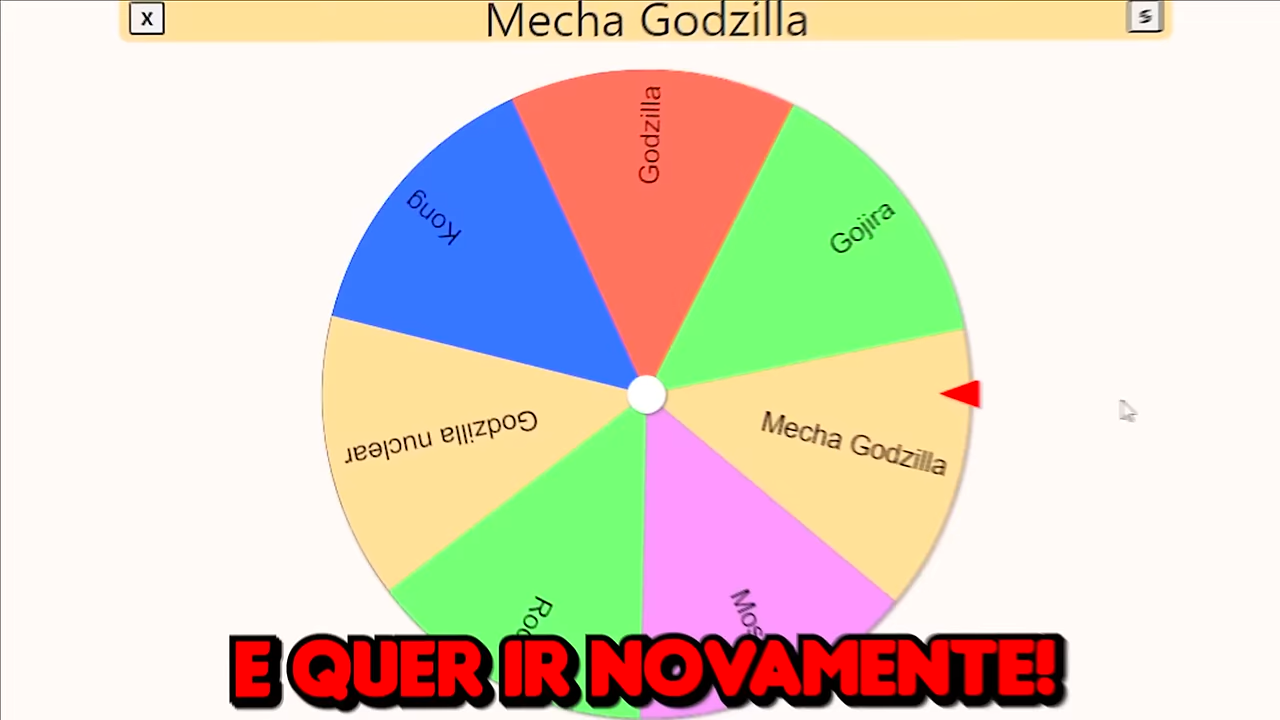 X
Mecha Godzilla
S
Godzilla
Kong
Gojira
Mecha Godzilla
Godzilla nuclear
E QUER IR NOVAMENTE!